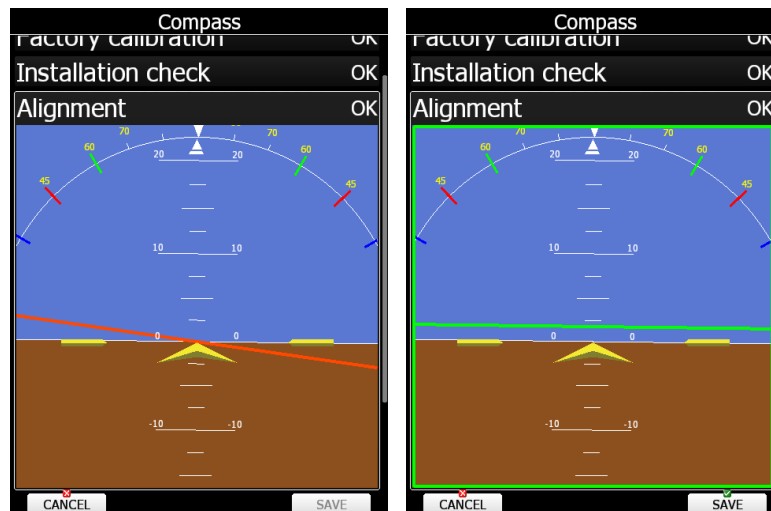 Compass
Factory calibration OK
Installation check OK
Alignment OK
70 70
60 60
20 20
45 45
10 10
0 0
-10 -10
CANCEL SAVE
Compass
Factory calibration OK
Installation check OK
Alignment OK
70 70
60 60
20 20
45 45
10 10
0 0
-10 -10
CANCEL SAVE